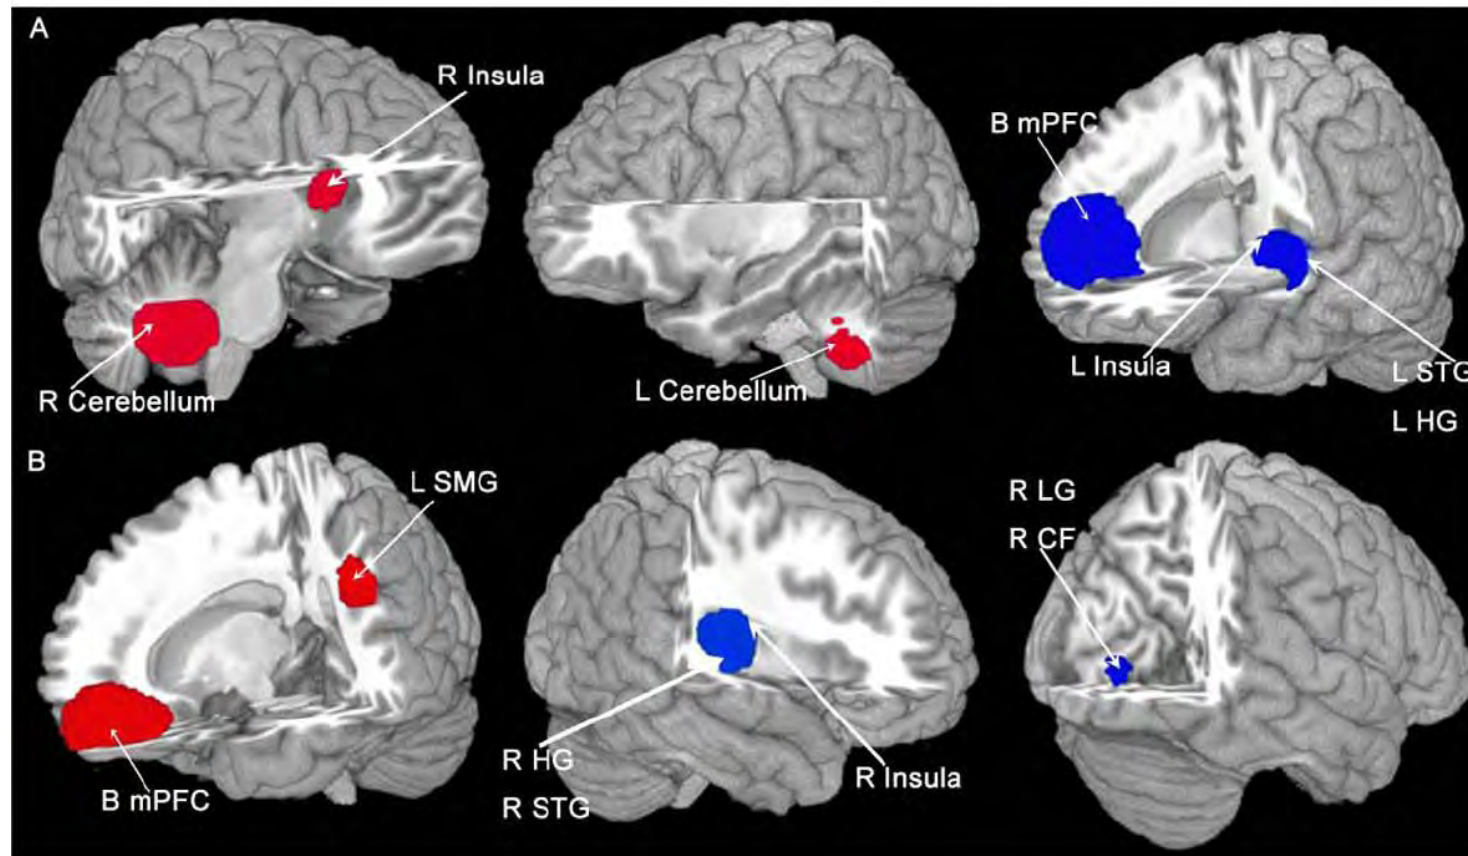 A
R Insula
B mPFC
R Cerebellum
L Cerebellum
L Insula
L STG
L HG
B
L SMG
B mPFC
R HG
R STG
R Insula
R LG
R CF